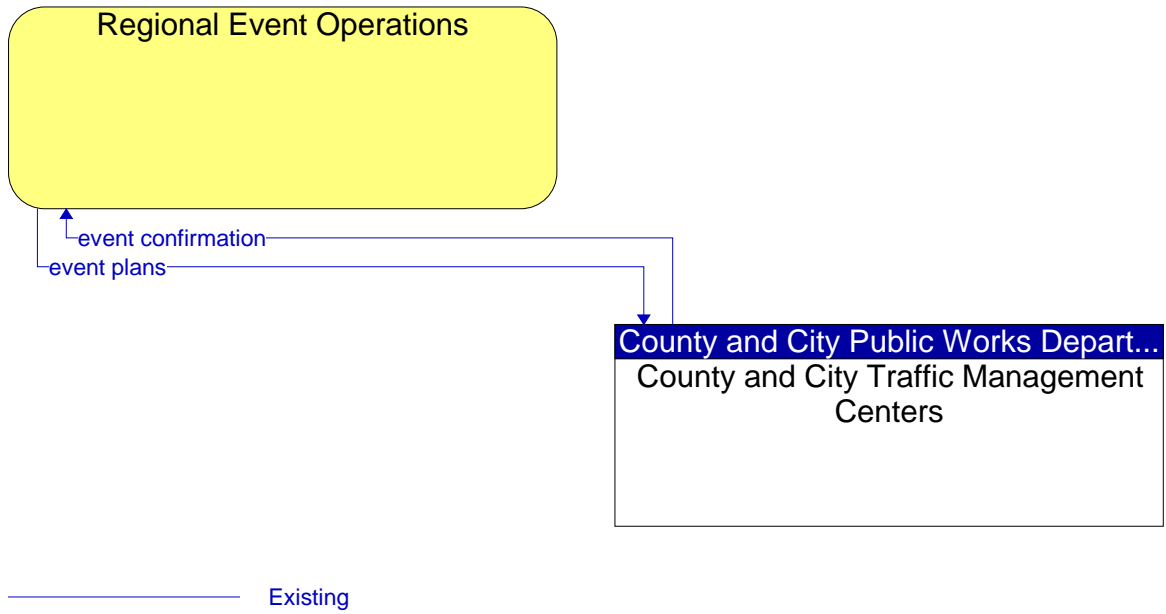 Regional Event Operations
event confirmation
event plans
County and City Public Works Depart...
County and City Traffic Management
Centers
Existing